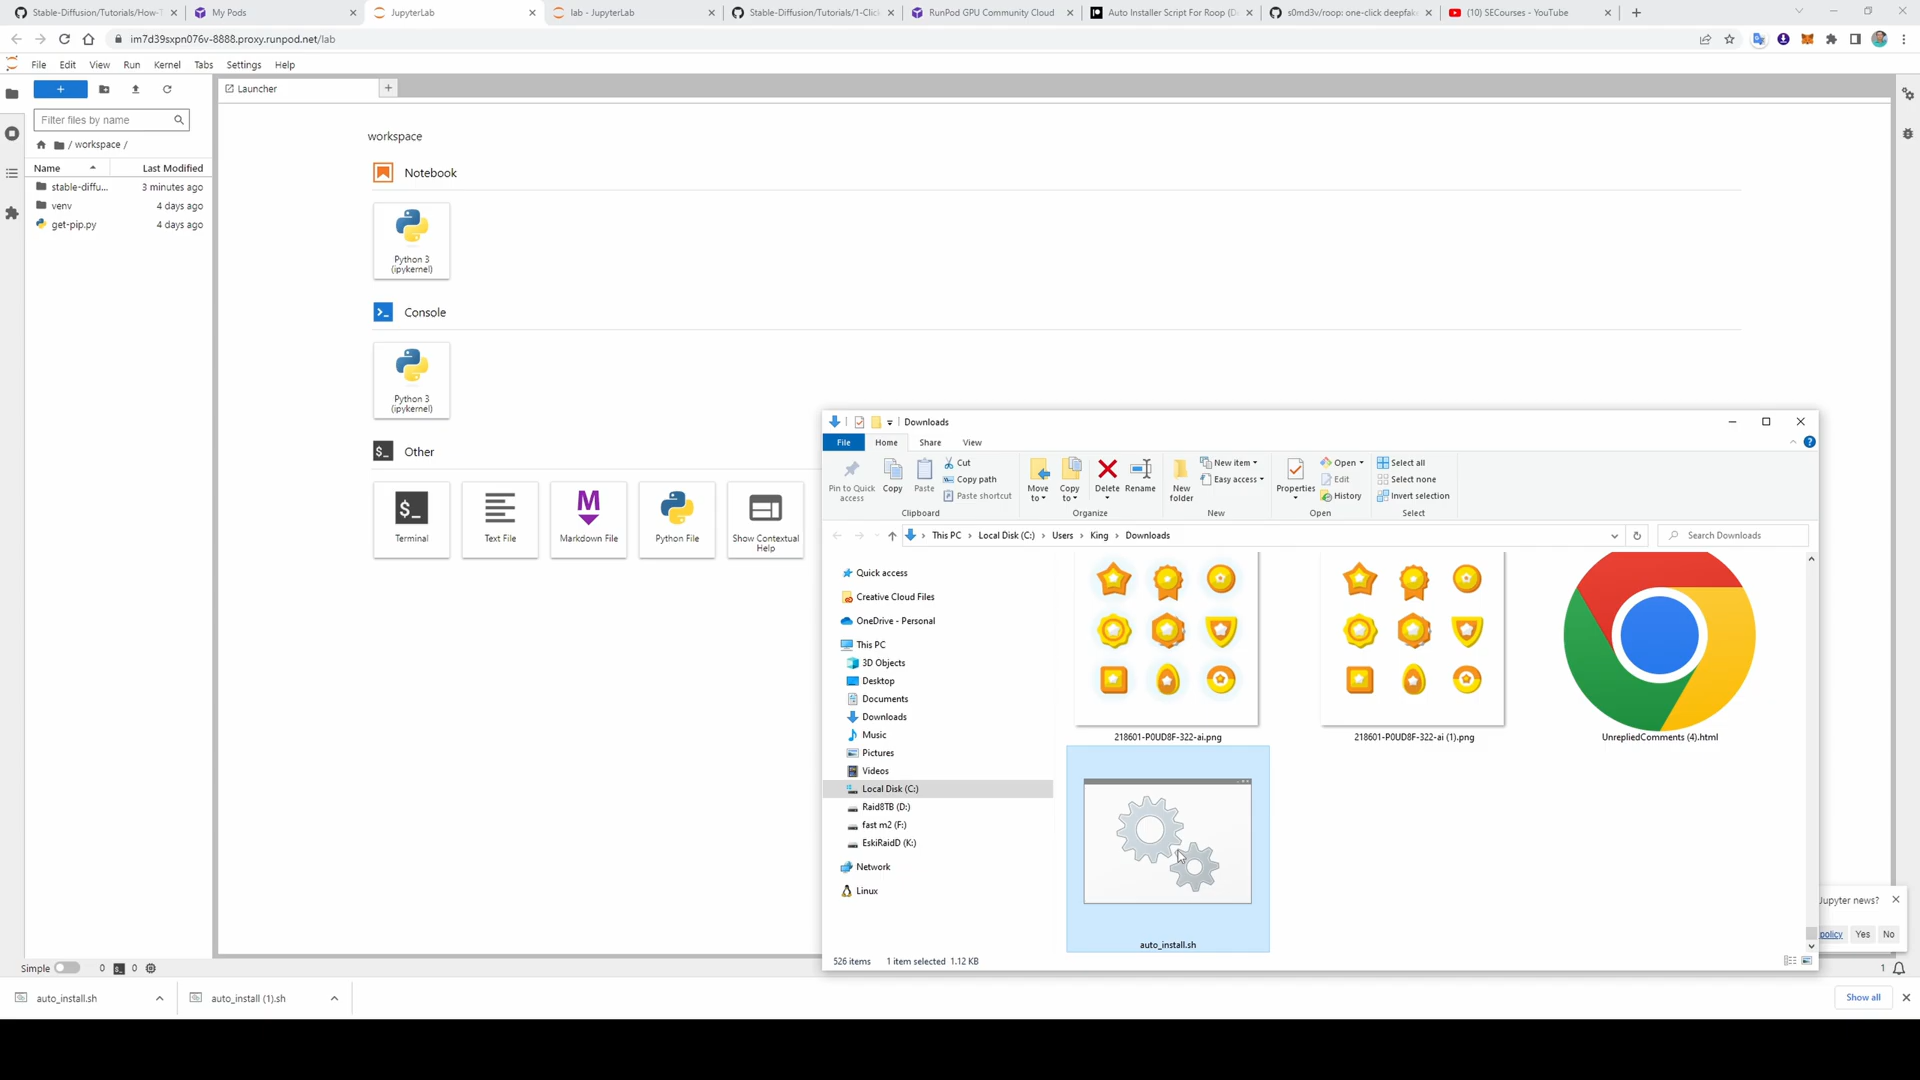 Stable-Diffusion/Tutorials/How-T
My Pods
JupyterLab
lab - JupyterLab
Stable-Diffusion/Tutorials/1-Click
RunPod GPU Community Cloud
Auto Installer Script For Roop (D
s0md3v/roop: one-click deepfake
(10) SECourses - YouTube
im7d39sxpn076v-8888.proxy.runpod.net/lab
File Edit View Run Kernel Tabs Settings Help
Launcher
Filter files by name
/ workspace /
Name Last Modified
stable-diffu... 3 minutes ago
venv 4 days ago
get-pip.py 4 days ago
workspace
Notebook
Python 3
(ipykernel)
Console
Python 3
(ipykernel)
Other
Terminal
Text File
Markdown File
Python File
Show Contextual
Help
Downloads
File Home Share View
Pin to Quick
access
Copy
Paste
Cut
Copy path
Paste shortcut
Clipboard
Move
to
Copy
to
Delete
Rename
Organize
New
folder
New item
Easy access
New
Properties
Open
Edit
History
Open
Select all
Select none
Invert selection
Select
This PC > Local Disk (C:) > Users > King > Downloads
Search Downloads
Quick access
Creative Cloud Files
OneDrive - Personal
This PC
3D Objects
Desktop
Documents
Downloads
Music
Pictures
Videos
Local Disk (C:)
Raid8TB (D:)
fast m2 (F:)
EskiRaidD (K:)
Network
Linux
218601-P0UD8F-322-ai.png
218601-P0UD8F-322-ai (1).png
UnrepliedComments (4).html
auto_install.sh
526 items 1 item selected 1.12 KB
Jupyter news?
policy Yes No
Simple 0 0
1
auto_install.sh
auto_install (1).sh
Show all